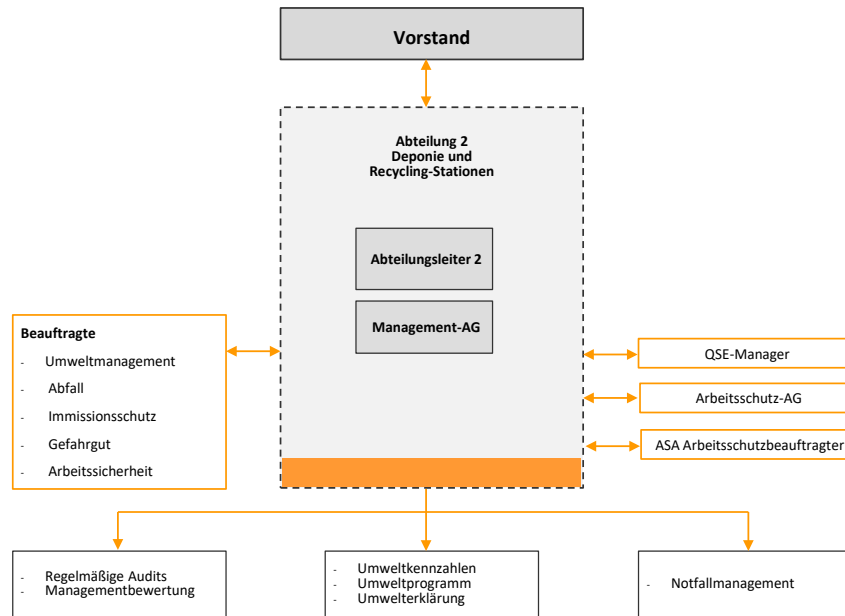 Vorstand
Abteilung 2
Deponie und
Recycling-Stationen
Abteilungsleiter 2
Management-AG
Beauftragte
- Umweltmanagement
- Abfall
- Immissionsschutz
- Gefahrgut
- Arbeitssicherheit
QSE-Manager
Arbeitsschutz-AG
ASA Arbeitsschutzbeauftragter
- Regelmäßige Audits
- Managementbewertung
- Umweltkennzahlen
- Umweltprogramm
- Umwelterklärung
- Notfallmanagement